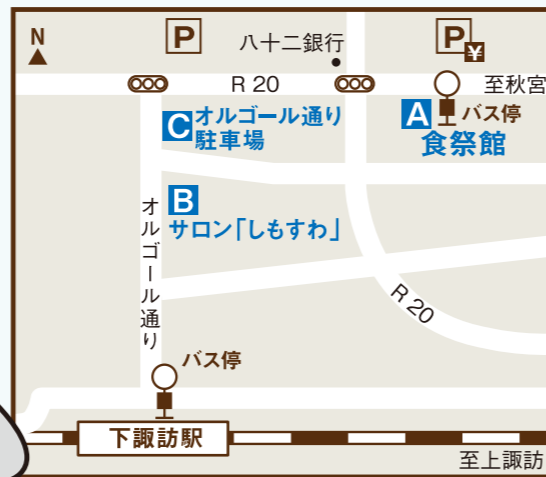 N
P
八十二銀行
P
¥
R 20
至秋宮
C オルゴール通り
駐車場
A
バス停
食祭館
B
サロン「しもすわ」
オルゴール通り
R 20
バス停
下諏訪駅
至上諏訪